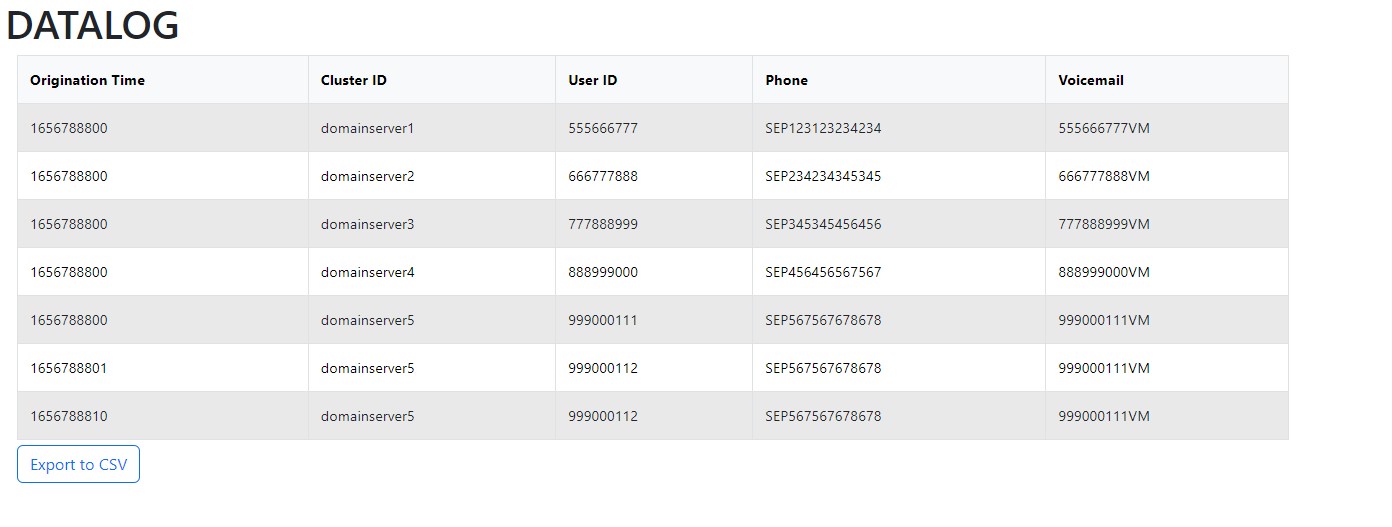 DATALOG
Origination Time Cluster ID User ID Phone Voicemail
1656788800 domainserver1 555666777 SEP123123234234 555666777VM
1656788800 domainserver2 666777888 SEP234234345345 666777888VM
1656788800 domainserver3 777888999 SEP345345456456 777888999VM
1656788800 domainserver4 888999000 SEP456456567567 888999000VM
1656788800 domainserver5 999000111 SEP567567678678 999000111VM
1656788801 domainserver5 999000112 SEP567567678678 999000111VM
1656788810 domainserver5 999000112 SEP567567678678 999000111VM
Export to CSV